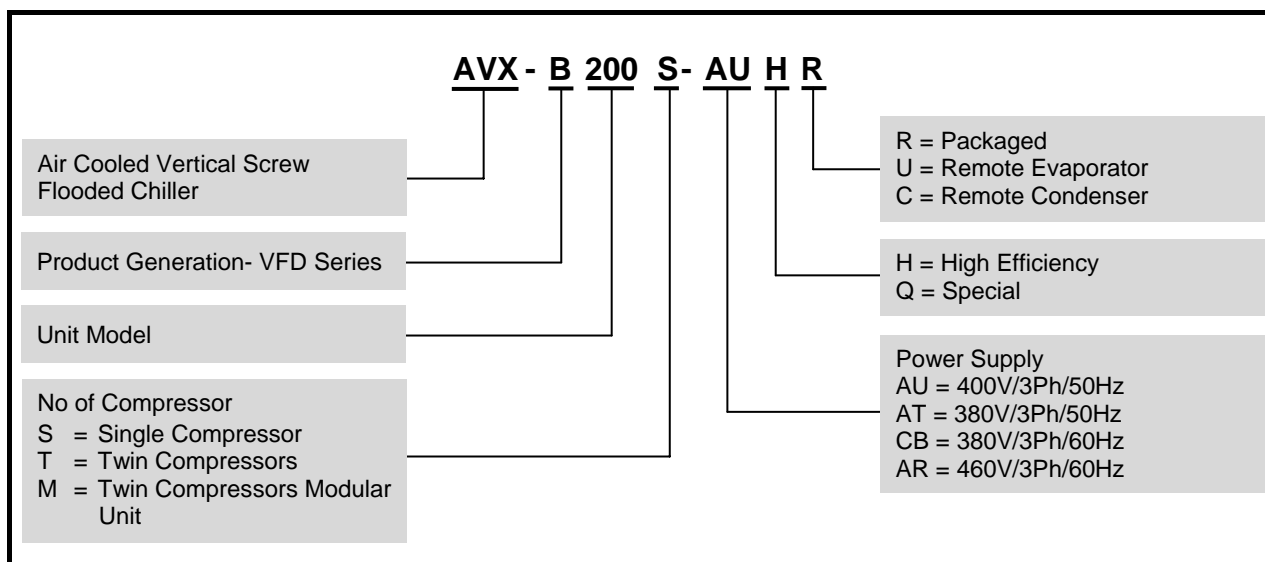 AVX - B 200 S- AU H R
Air Cooled Vertical Screw
Flooded Chiller
Product Generation- VFD Series
Unit Model
No of Compressor
S = Single Compressor
T = Twin Compressors
M = Twin Compressors Modular
Unit
R = Packaged
U = Remote Evaporator
C = Remote Condenser
H = High Efficiency
Q = Special
Power Supply
AU = 400V/3Ph/50Hz
AT = 380V/3Ph/50Hz
CB = 380V/3Ph/60Hz
AR = 460V/3Ph/60Hz